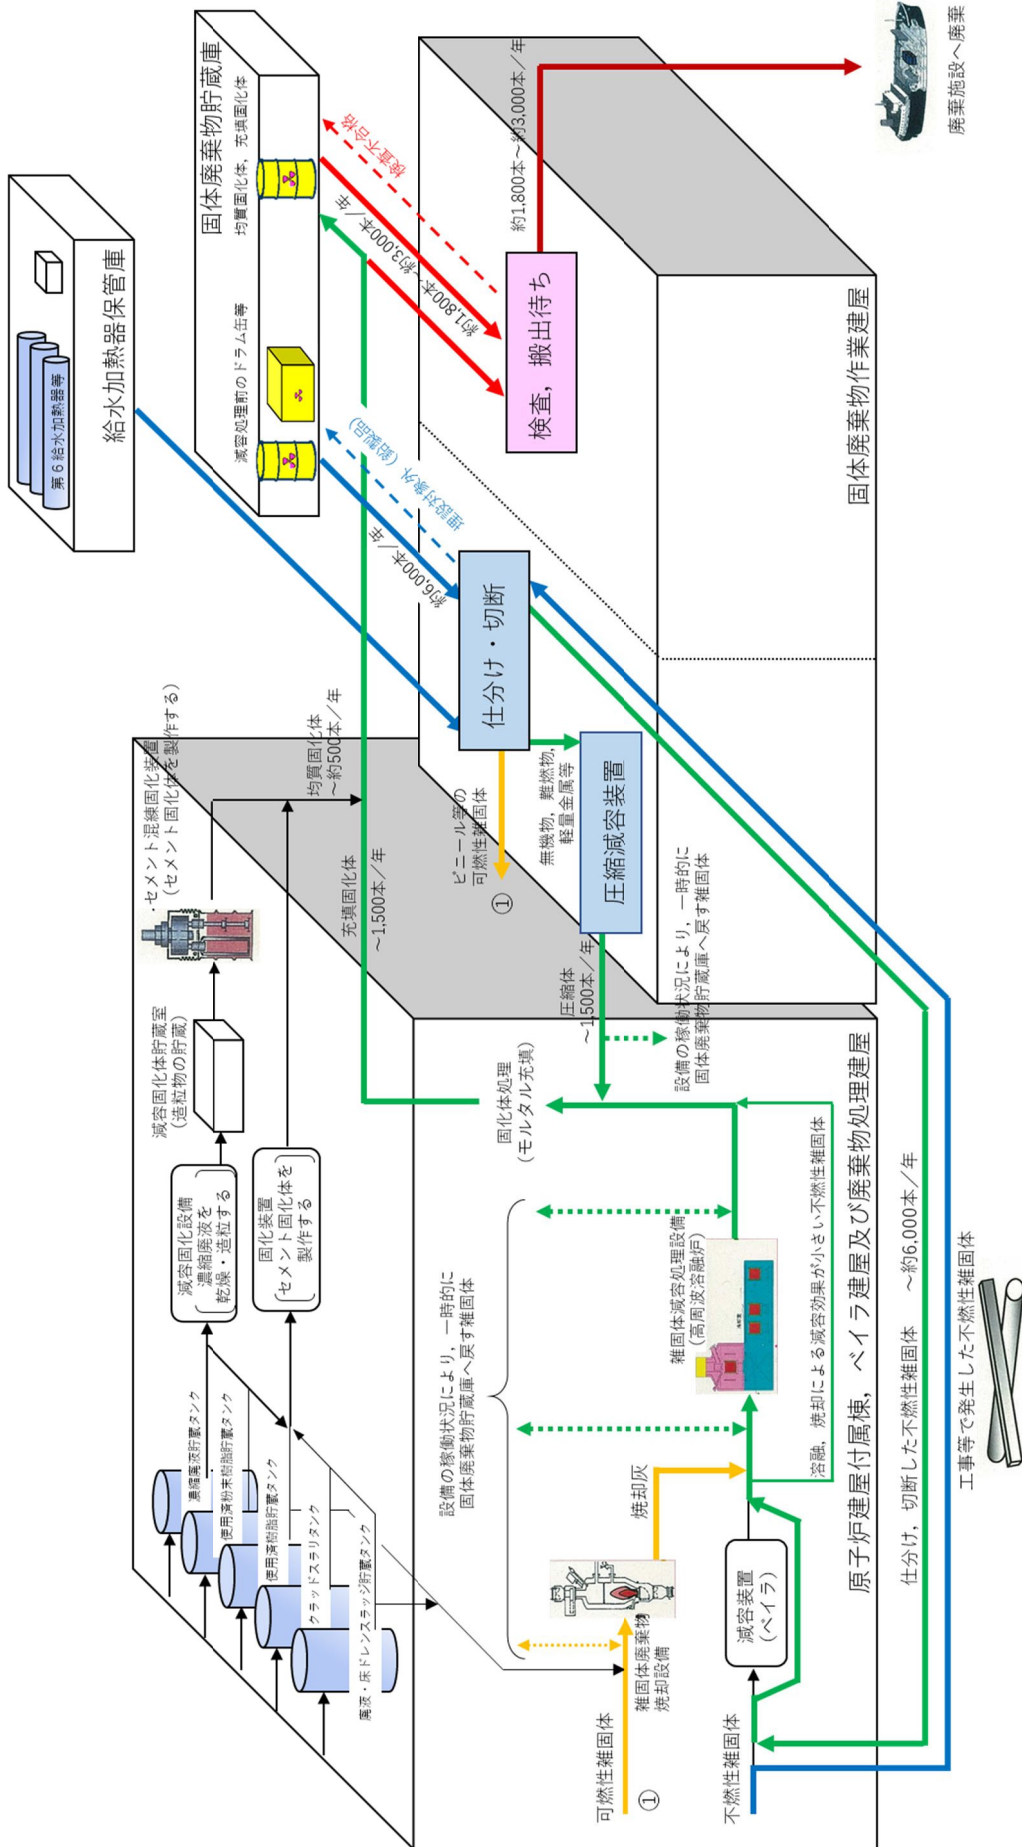 第6給水加熱器等
給水加熱器保管庫
固体廃棄物貯蔵庫
減容処理前のドラム缶等
均質固化体，充填固化体
約6,000本／年
埋設対象外（鉛製品）
約1,800本～約3,000本／年
検査不合格
仕分け・切断
検査，搬出待ち
約1,800本～約3,000本／年
廃棄施設へ廃棄
固体廃棄物作業建屋
ビニール等の
可燃性雑固体
①
無機物，難燃物，
軽量金属等
圧縮減容装置
圧縮体
～1,500本／年
設備の稼働状況により，一時的に
固体廃棄物貯蔵庫へ戻す雑固体
セメント混練固化装置
(セメント固化体を製作する)
均質固化体
～約500本／年
充填固化体
～1,500本／年
減容固化体貯蔵室
(造粒物の貯蔵)
減容固化設備
濃縮廃液を
乾燥・造粒する
固化装置
セメント固化体を
製作する
濃縮廃液貯蔵タンク
使用済粉末樹脂貯蔵タンク
使用済樹脂貯蔵タンク
クラッドスラリタンク
廃液・床ドレンスラッジ貯蔵タンク
設備の稼働状況により，一時的に
固体廃棄物貯蔵庫へ戻す雑固体
固化体処理
(モルタル充填)
可燃性雑固体
①
雑固体廃棄物
焼却設備
焼却灰
雑固体減容処理設備
(高周波溶融炉)
不燃性雑固体
減容装置
(ベイラ)
溶融，焼却による減容効果が小さい不燃性雑固体
原子炉建屋付属棟，ベイラ建屋及び廃棄物処理建屋
仕分け，切断した不燃性雑固体　～約6,000本／年
工事等で発生した不燃性雑固体